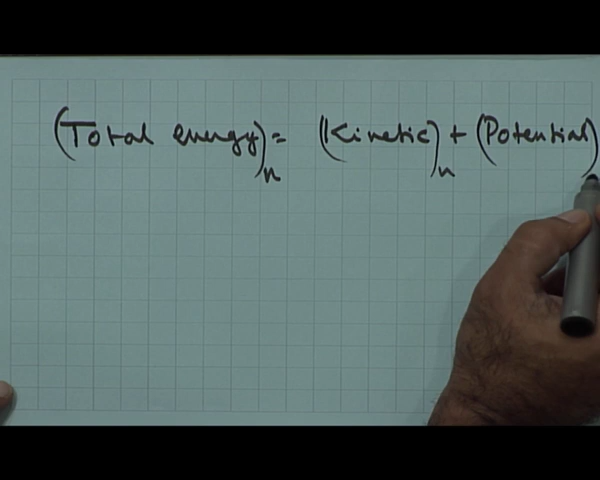 (Total energy)n = (Kinetic)n + (Potential)